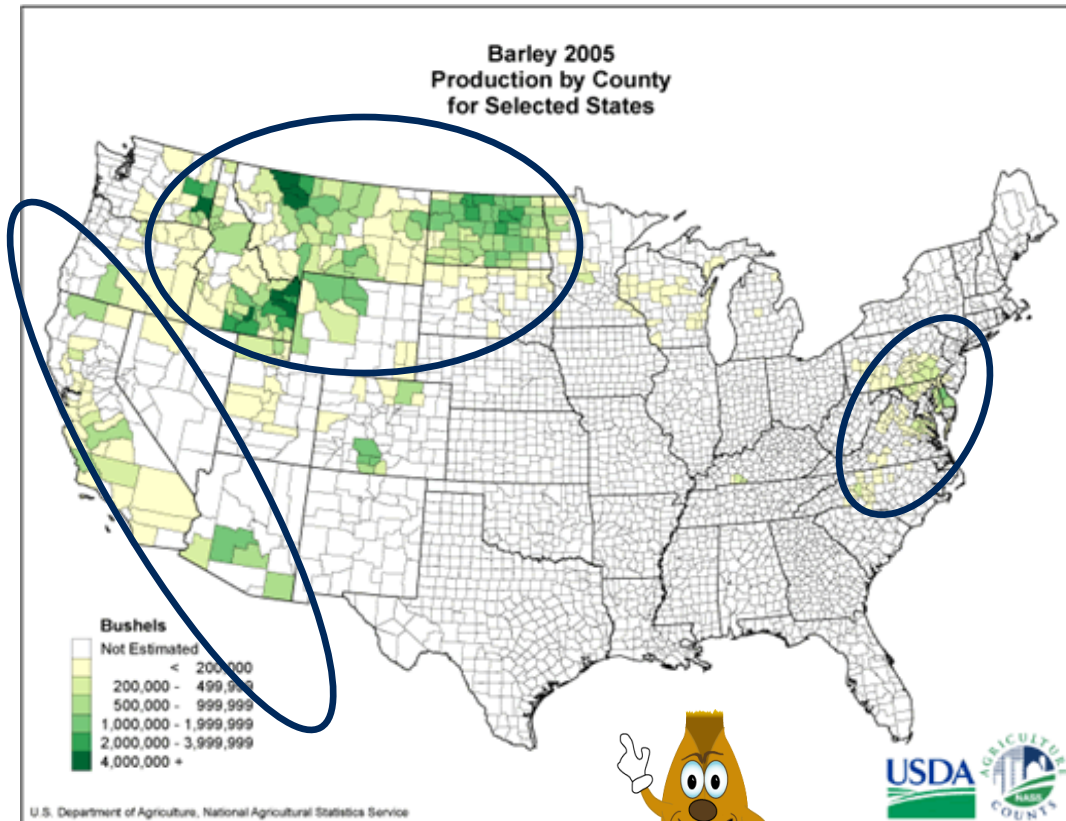 Barley 2005
Production by County
for Selected States
Bushels
Not Estimated
< 200,000
200,000 - 499,999
500,000 - 999,999
1,000,000 - 1,999,999
2,000,000 - 3,999,999
4,000,000 +
U.S. Department of Agriculture, National Agricultural Statistics Service
USDA
AGRICULTURE
NASS
COUNTS